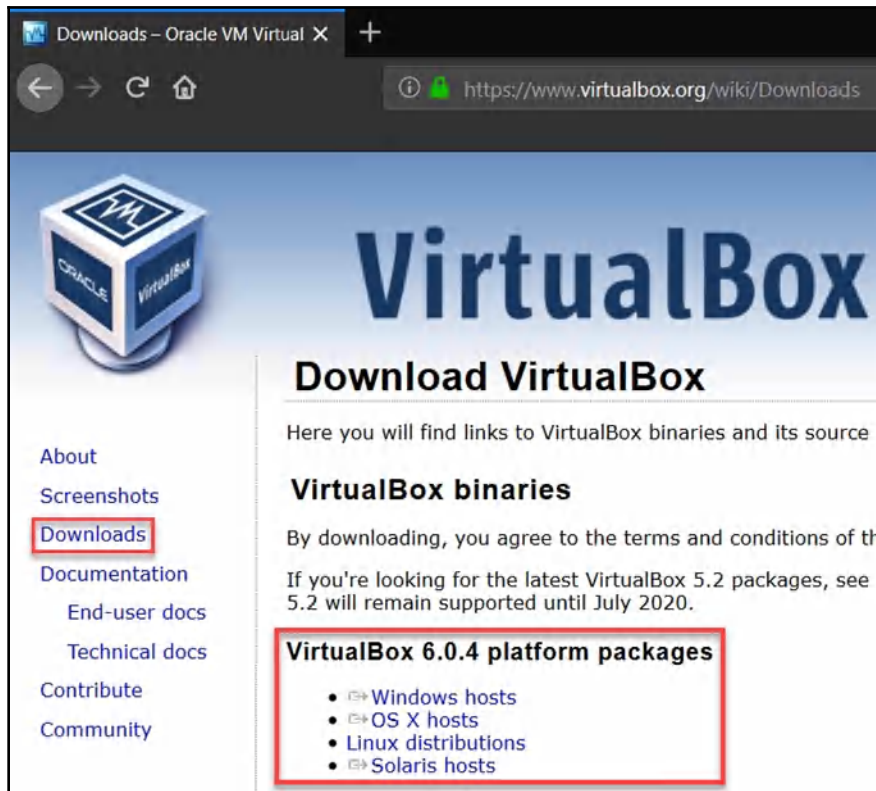 Downloads – Oracle VM Virtual
https://www.virtualbox.org/wiki/Downloads
ORACLE
VirtualBox
VirtualBox
Download VirtualBox
Here you will find links to VirtualBox binaries and its source
About
Screenshots
Downloads
Documentation
End-user docs
Technical docs
Contribute
Community
VirtualBox binaries
By downloading, you agree to the terms and conditions of th
If you're looking for the latest VirtualBox 5.2 packages, see
5.2 will remain supported until July 2020.
VirtualBox 6.0.4 platform packages
Windows hosts
OS X hosts
Linux distributions
Solaris hosts